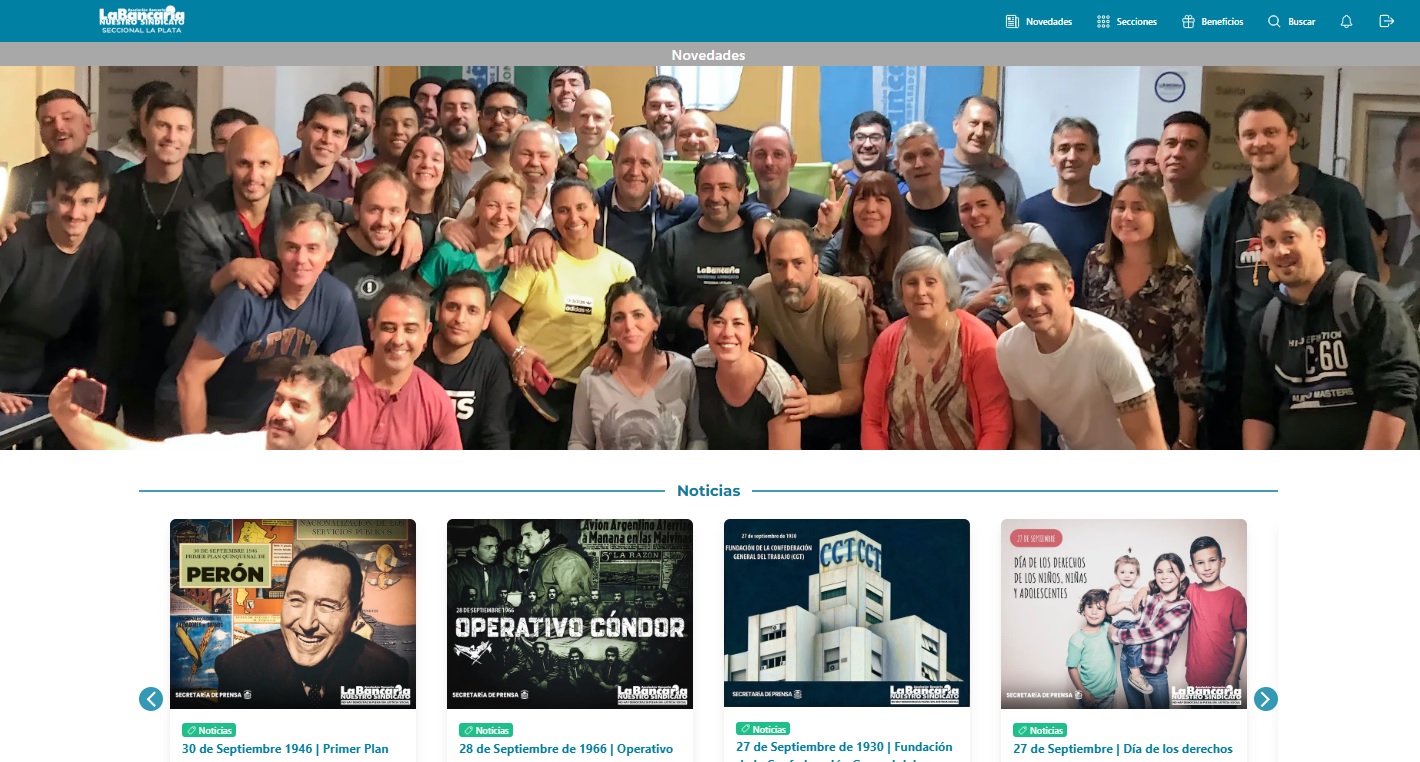 Asociación Bancaria
LaBancaria
NUESTRO SINDICATO
SECCIONAL LA PLATA
Novedades
Secciones
Beneficios
Buscar
Novedades
LaBancaria
adidas
C 60
Noticias
NACIONALIZACIÓN DE LOS
SERVICIOS PÚBLICOS
30 DE SEPTIEMBRE 1946
PRIMER PLAN QUINQUENAL DE
PERÓN
SECRETARÍA DE PRENSA
LaBancaria
NUESTRO SINDICATO
Noticias
30 de Septiembre 1946 | Primer Plan
Avión Argentino Aterriza
a Mañana en las Malvinas
LA RAZON
28 DE SEPTIEMBRE 1966
OPERATIVO CÓNDOR
SECRETARÍA DE PRENSA
LaBancaria
NUESTRO SINDICATO
Noticias
28 de Septiembre de 1966 | Operativo
27 de septiembre de 1930
FUNDACIÓN DE LA CONFEDERACIÓN
GENERAL DEL TRABAJO (CGT)
CGT CGT
SECRETARÍA DE PRENSA
LaBancaria
NUESTRO SINDICATO
Noticias
27 de Septiembre de 1930 | Fundación
27 DE SEPTIEMBRE
DÍA DE LOS DERECHOS
DE LOS NIÑOS, NIÑAS
Y ADOLESCENTES
SECRETARÍA DE PRENSA
LaBancaria
NUESTRO SINDICATO
Noticias
27 de Septiembre | Día de los derechos